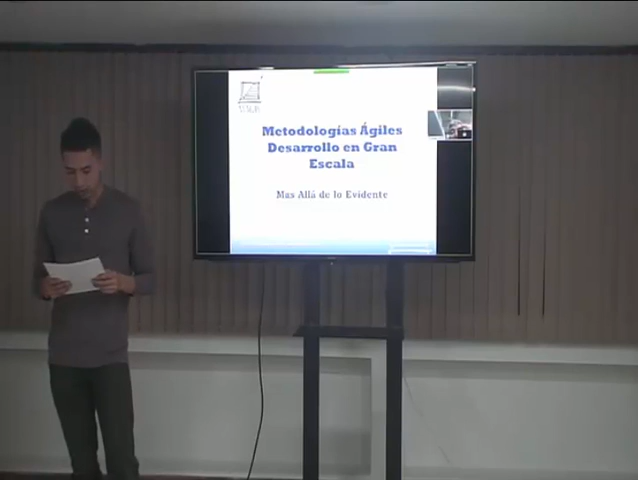 Metodologías Ágiles
Desarrollo en Gran
Escala
Mas Allá de lo Evidente